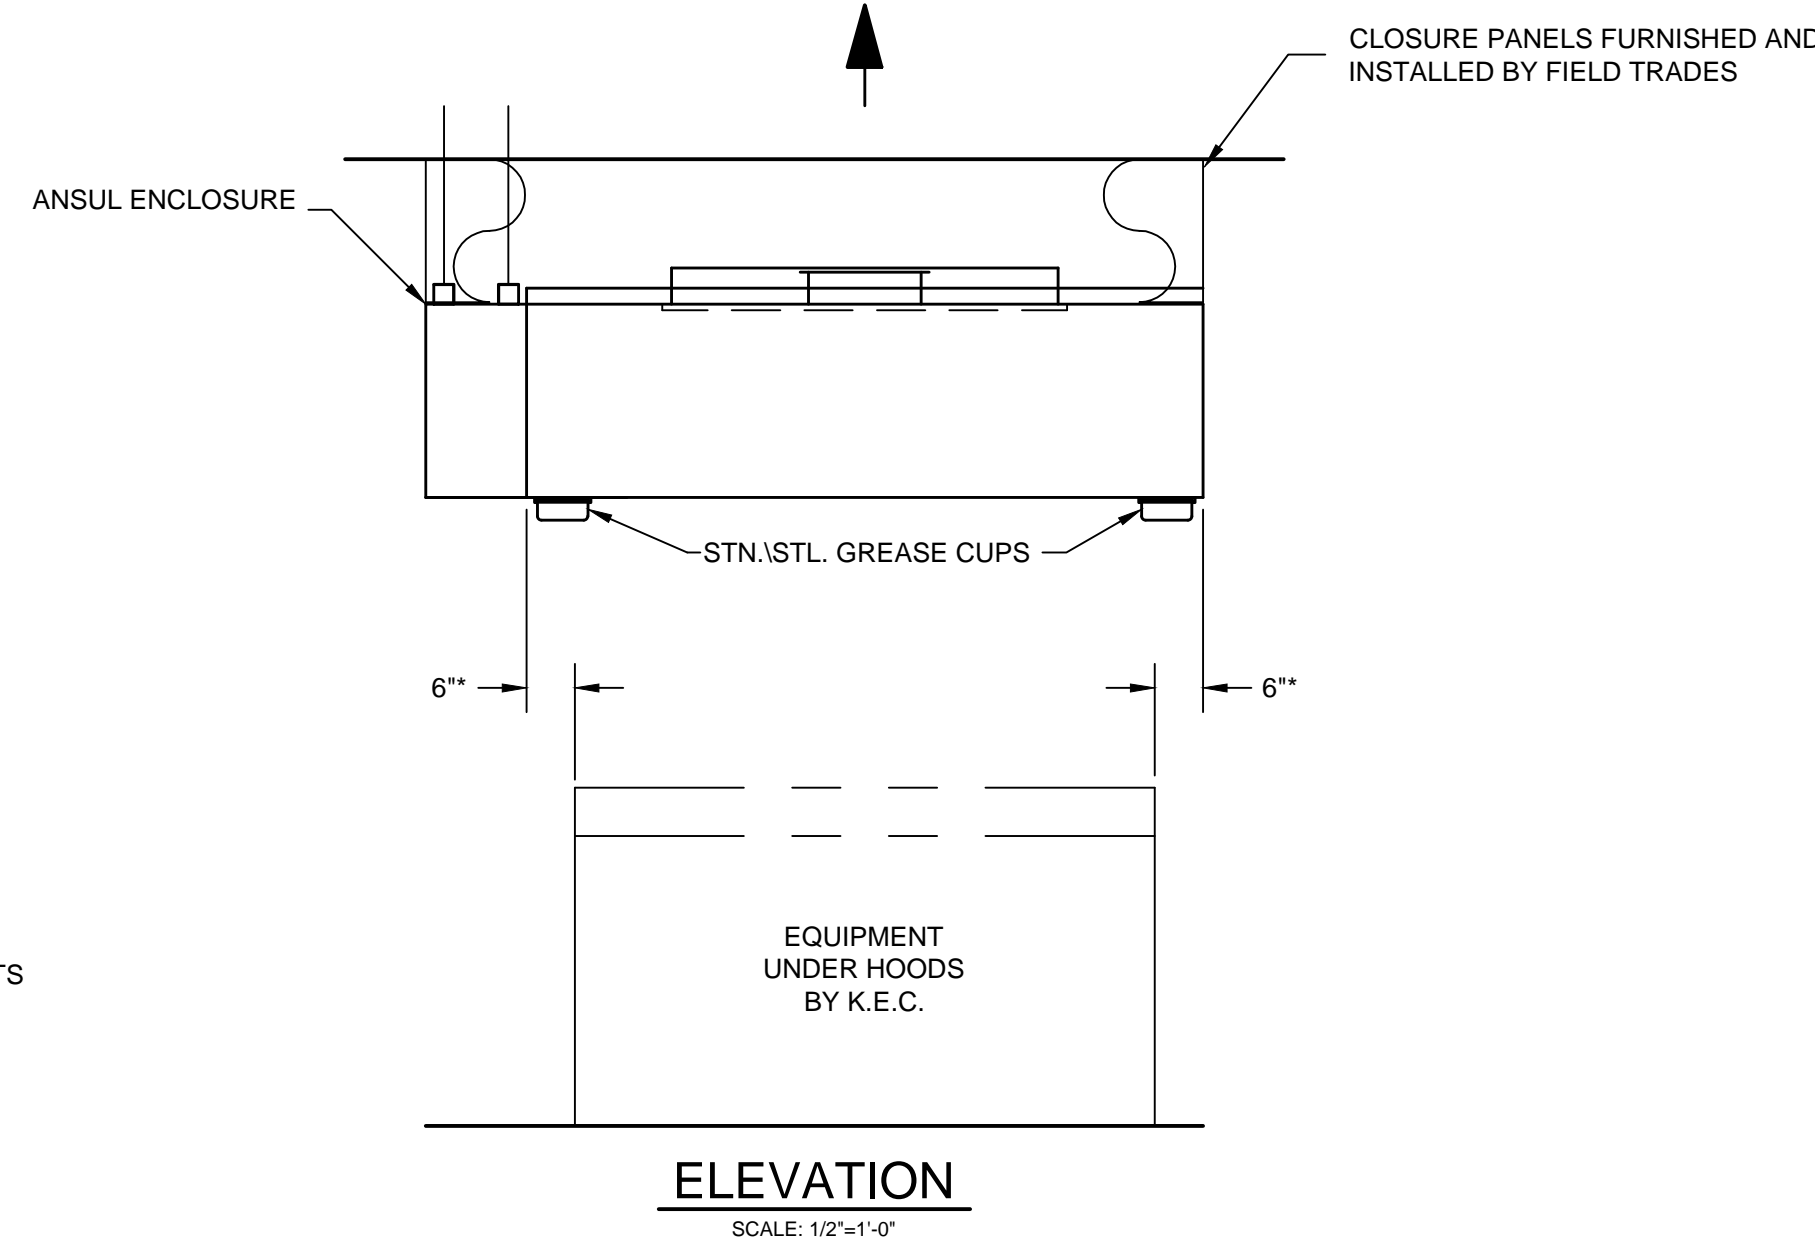 CLOSURE PANELS FURNISHED AND
INSTALLED BY FIELD TRADES
ANSUL ENCLOSURE
STN.\STL. GREASE CUPS
6"*
6"*
EQUIPMENT
UNDER HOODS
BY K.E.C.
ELEVATION
SCALE: 1/2"=1'-0"